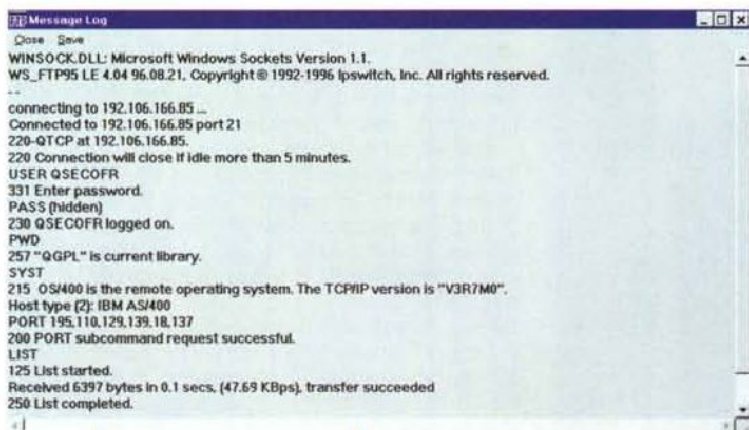 Message Log
Close Save
WINSOCK.DLL: Microsoft Windows Sockets Version 1.1.
WS_FTP95 LE 4.04 96.08.21, Copyright © 1992-1996 Ipswitch, Inc. All rights reserved.
--
connecting to 192.106.166.85 ...
Connected to 192.106.166.85 port 21
220-QTCP at 192.106.166.85.
220 Connection will close if idle more than 5 minutes.
USER QSECOFR
331 Enter password.
PASS (hidden)
230 QSECOFR logged on.
PWD
257 "QGPL" is current library.
SYST
215 OS/400 is the remote operating system. The TCP/IP version is "V3R7M0".
Host type (2): IBM AS/400
PORT 195,110,129,139,18,137
200 PORT subcommand request successful.
LIST
125 List started.
Received 6397 bytes in 0.1 secs, (47.69 KBps), transfer succeeded
250 List completed.